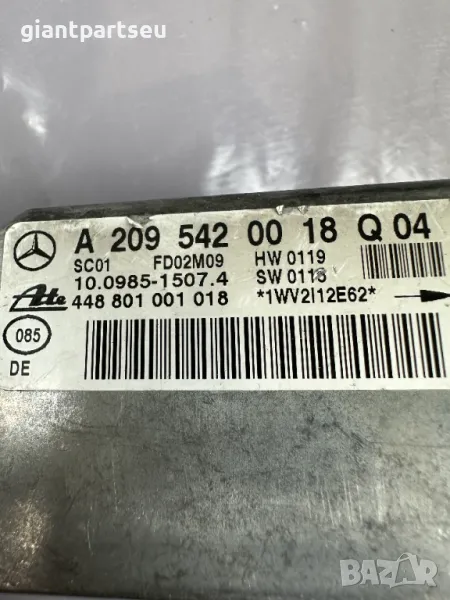 giantpartseu
A 209 542 00 18 Q 04
SC01 FD02M09 HW 0119
10.0985-1507.4 SW 0118
Ate 448 801 001 018 *1WV2I12E62*
085
DE
BAZAR